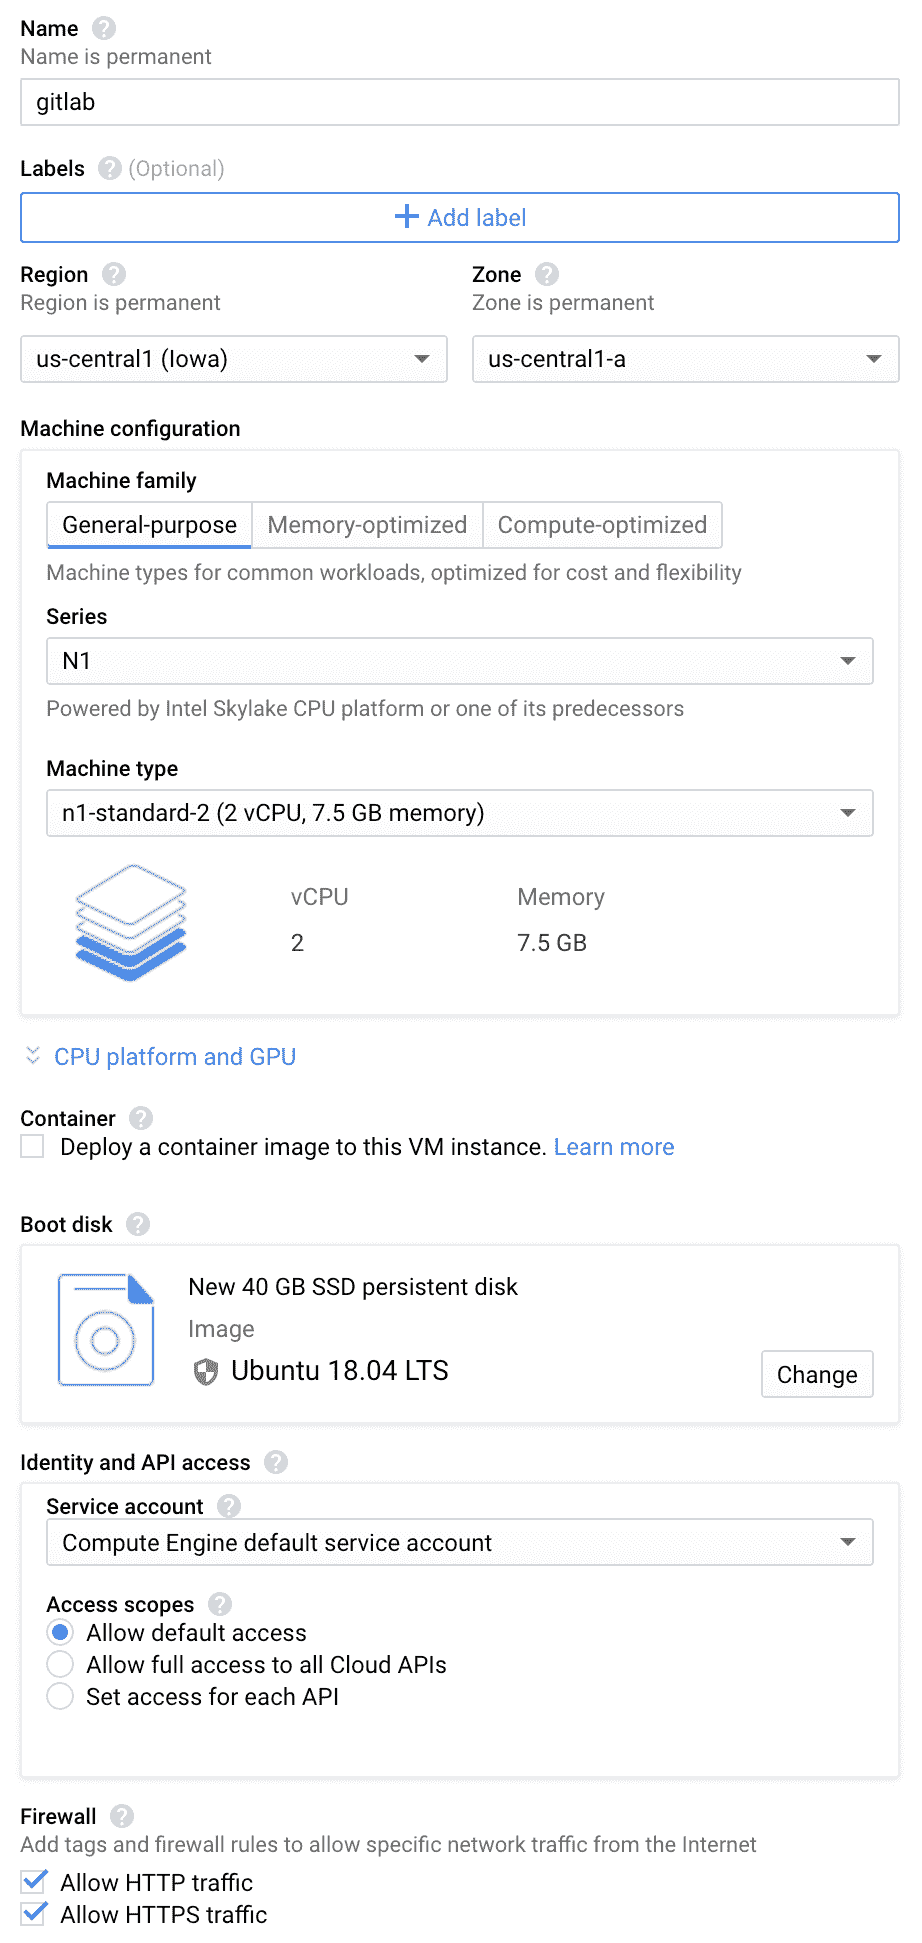 Name
Name is permanent
gitlab
Labels (Optional)
Add label
Region
Region is permanent
Zone
Zone is permanent
us-central1 (Iowa)
us-central1-a
Machine configuration
Machine family
General-purpose Memory-optimized Compute-optimized
Machine types for common workloads, optimized for cost and flexibility
Series
N1
Powered by Intel Skylake CPU platform or one of its predecessors
Machine type
n1-standard-2 (2 vCPU, 7.5 GB memory)
vCPU Memory
2 7.5 GB
CPU platform and GPU
Container
Deploy a container image to this VM instance. Learn more
Boot disk
New 40 GB SSD persistent disk
Image
Ubuntu 18.04 LTS
Change
Identity and API access
Service account
Compute Engine default service account
Access scopes
Allow default access
Allow full access to all Cloud APIs
Set access for each API
Firewall
Add tags and firewall rules to allow specific network traffic from the Internet
Allow HTTP traffic
Allow HTTPS traffic